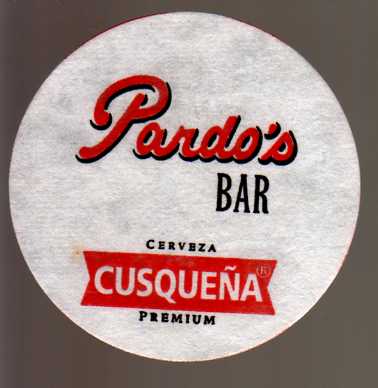 Pardo's
BAR
CERVEZA
CUSQUEÑA ®
PREMIUM